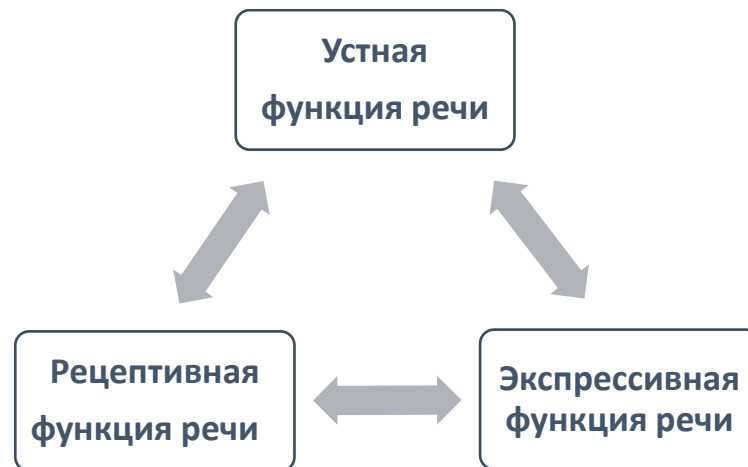 Устная
функция речи
Рецептивная
функция речи
Экспрессивная
функция речи